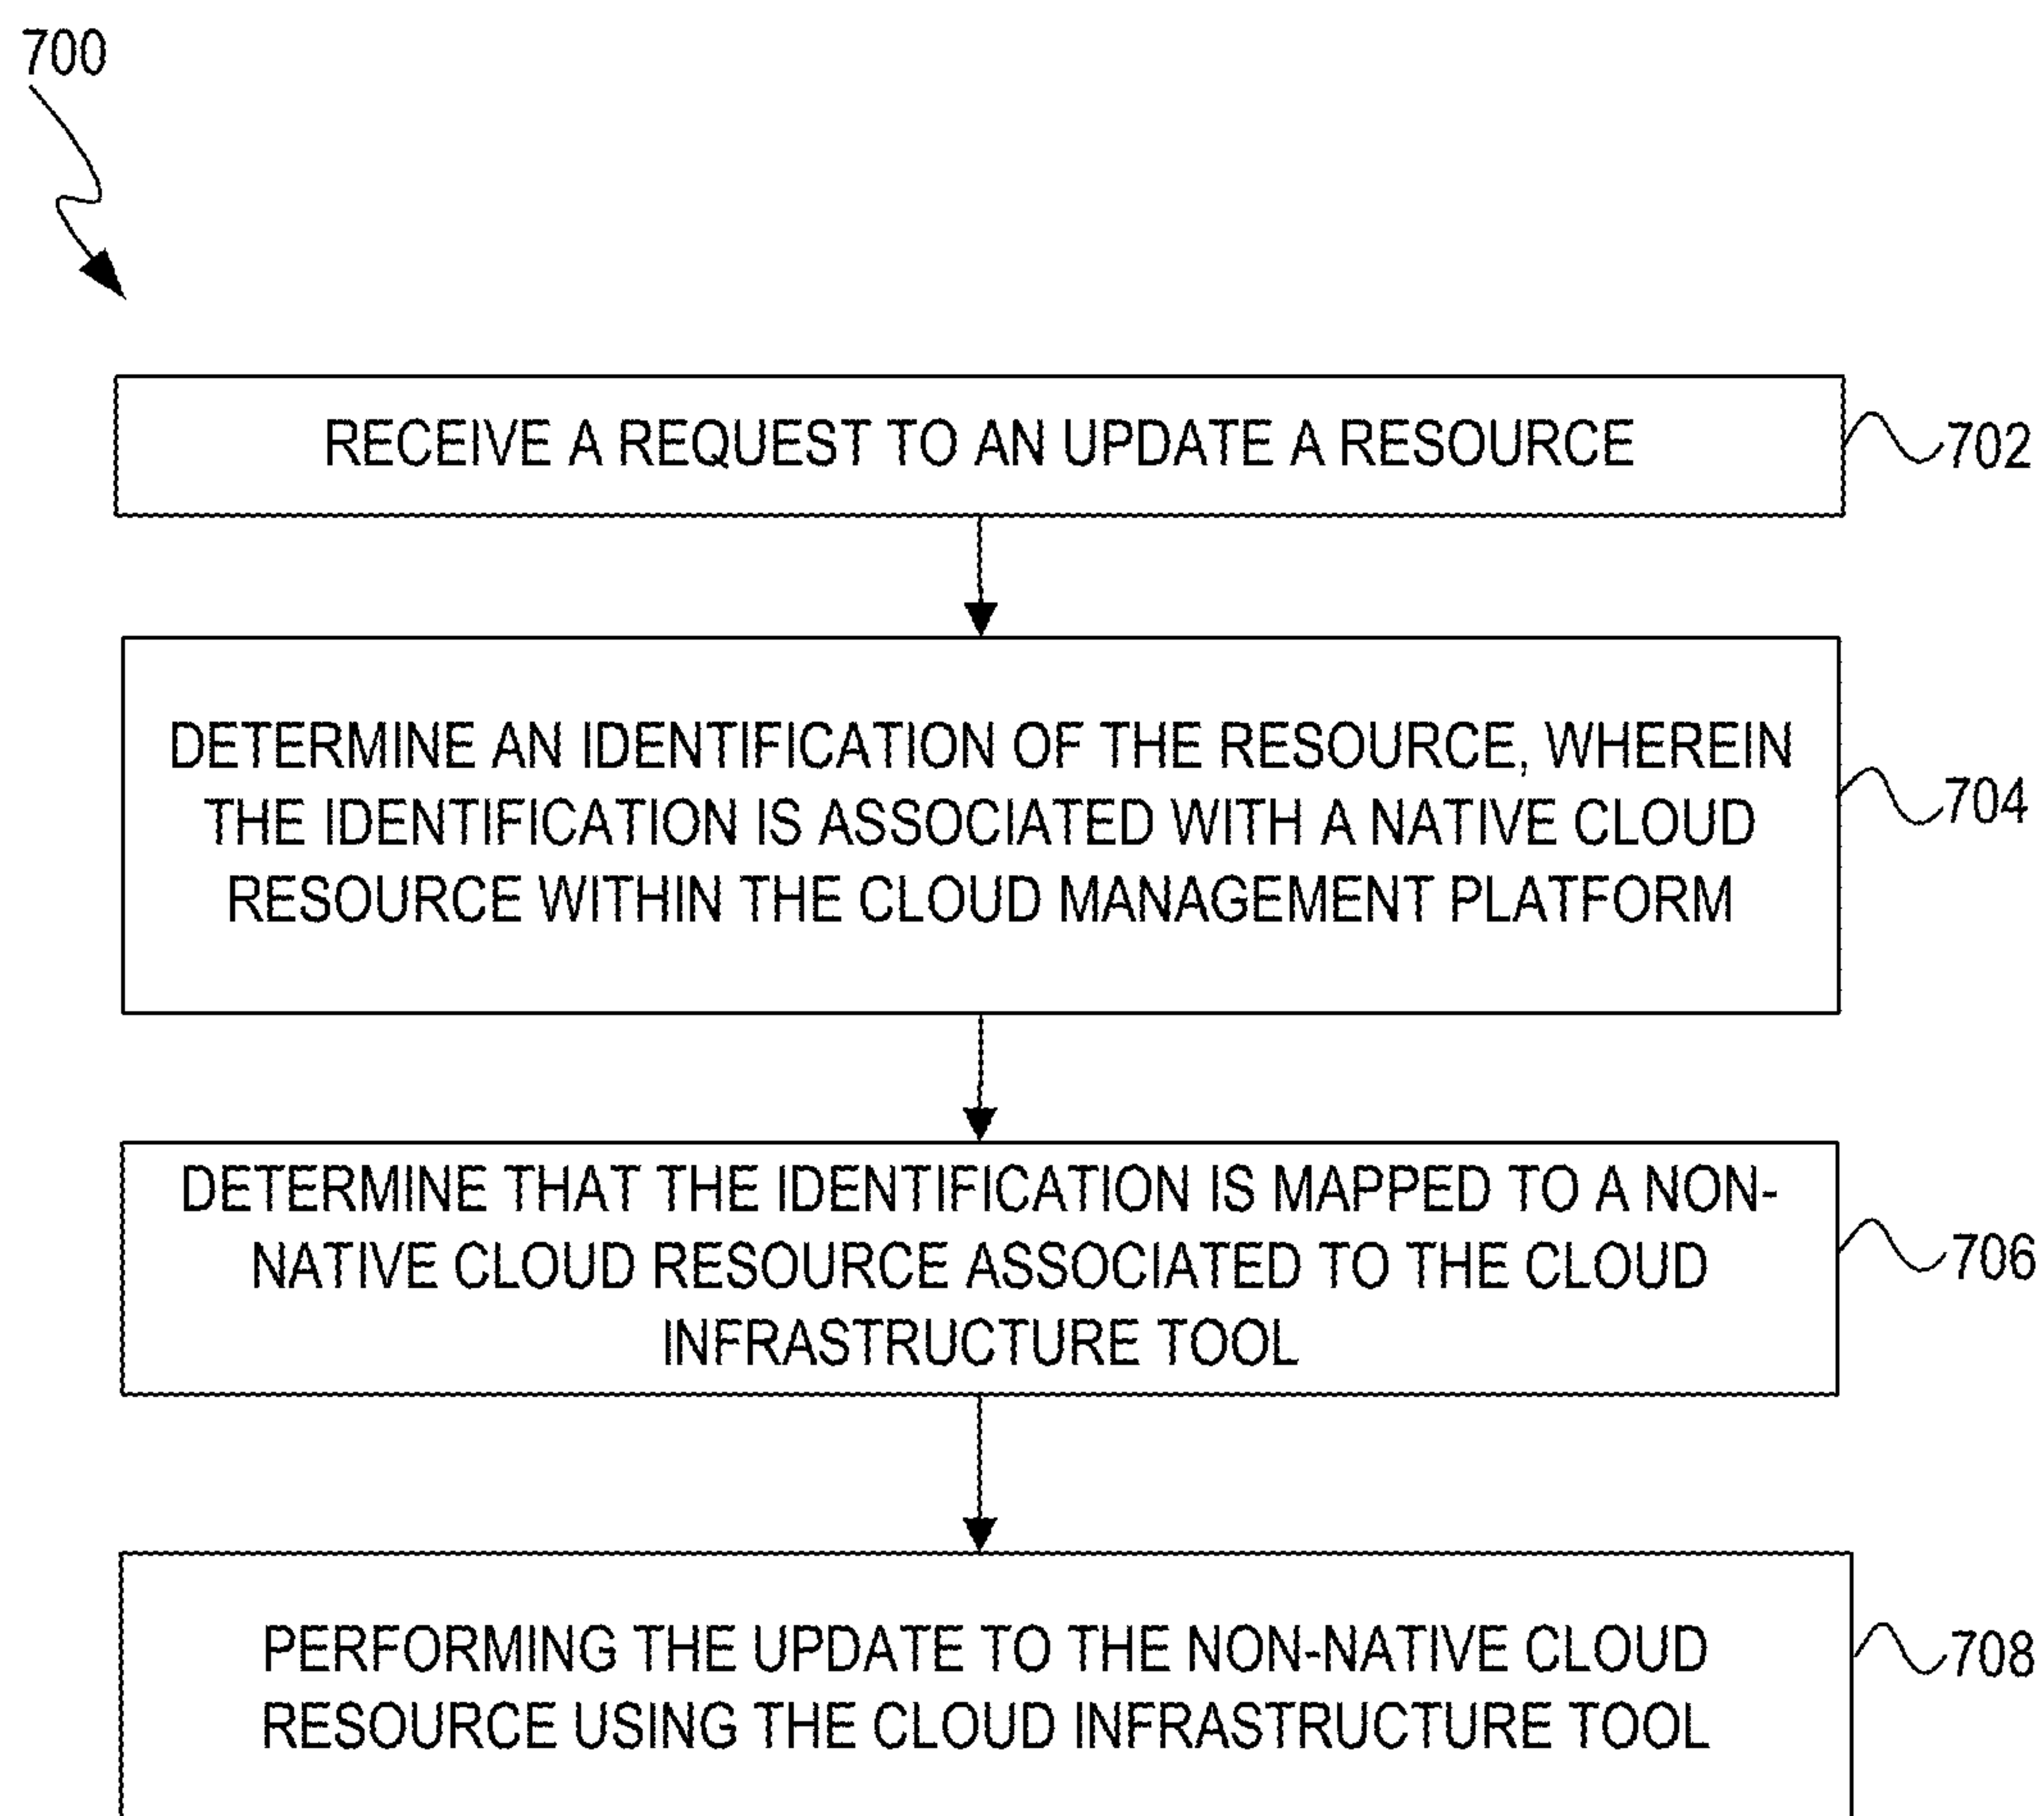 700
RECEIVE A REQUEST TO AN UPDATE A RESOURCE
702
DETERMINE AN IDENTIFICATION OF THE RESOURCE, WHEREIN
THE IDENTIFICATION IS ASSOCIATED WITH A NATIVE CLOUD
RESOURCE WITHIN THE CLOUD MANAGEMENT PLATFORM
704
DETERMINE THAT THE IDENTIFICATION IS MAPPED TO A NON-
NATIVE CLOUD RESOURCE ASSOCIATED TO THE CLOUD
INFRASTRUCTURE TOOL
706
PERFORMING THE UPDATE TO THE NON-NATIVE CLOUD
RESOURCE USING THE CLOUD INFRASTRUCTURE TOOL
708